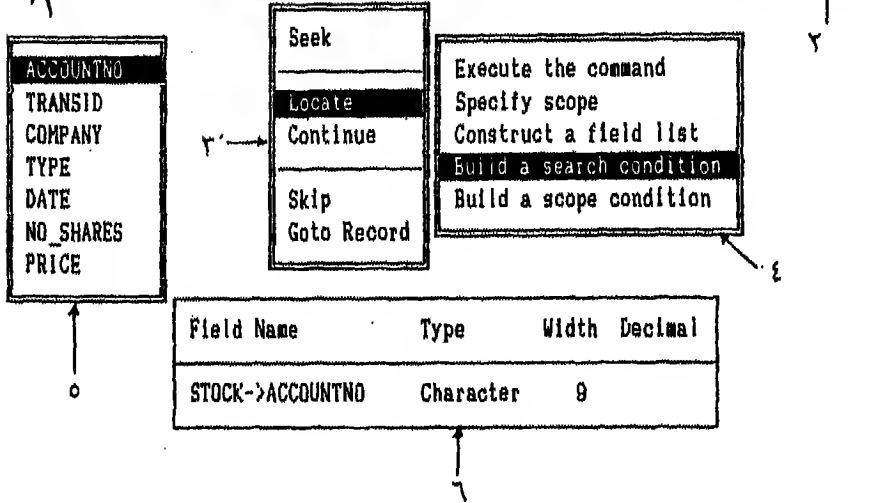 ٢
ACCOUNTNO
TRANSID
COMPANY
TYPE
DATE
NO_SHARES
PRICE
٥
Seek
Locate
Continue
Skip
Goto Record
٣
Execute the command
Specify scope
Construct a field list
Build a search condition
Build a scope condition
٤
Field Name Type Width Decimal
STOCK->ACCOUNTNO Character 9
٦